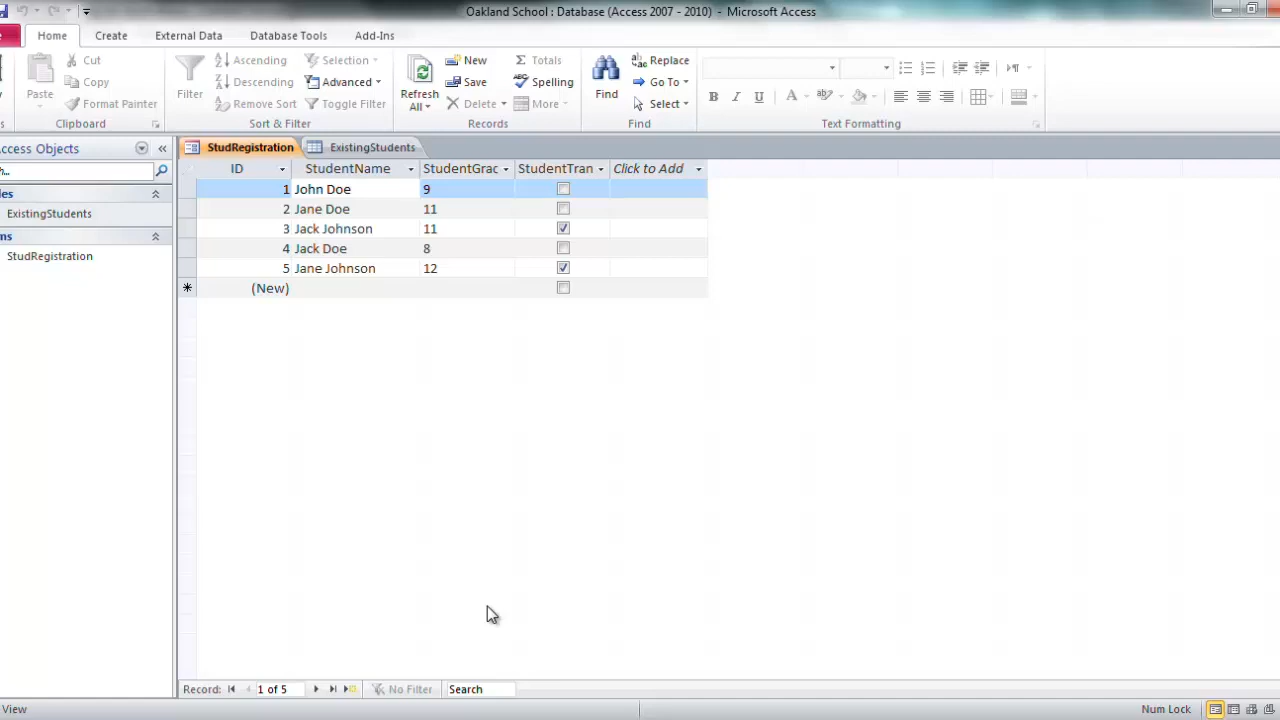 Oakland School : Database (Access 2007 - 2010) - Microsoft Access
Home Create External Data Database Tools Add-Ins
Paste Cut Copy Format Painter Clipboard
Filter Ascending Descending Remove Sort Selection Advanced Toggle Filter Sort & Filter
Refresh All New Save Delete Totals Spelling More Records
Find Replace Go To Select Find
B I U A ab Text Formatting
ccess Objects
StudRegistration ExistingStudents
ID StudentName StudentGrac StudentTran Click to Add
1 John Doe 9
2 Jane Doe 11
3 Jack Johnson 11
4 Jack Doe 8
5 Jane Johnson 12
(New)
h..
les
ExistingStudents
ms
StudRegistration
Record: 1 of 5 No Filter Search
View Num Lock